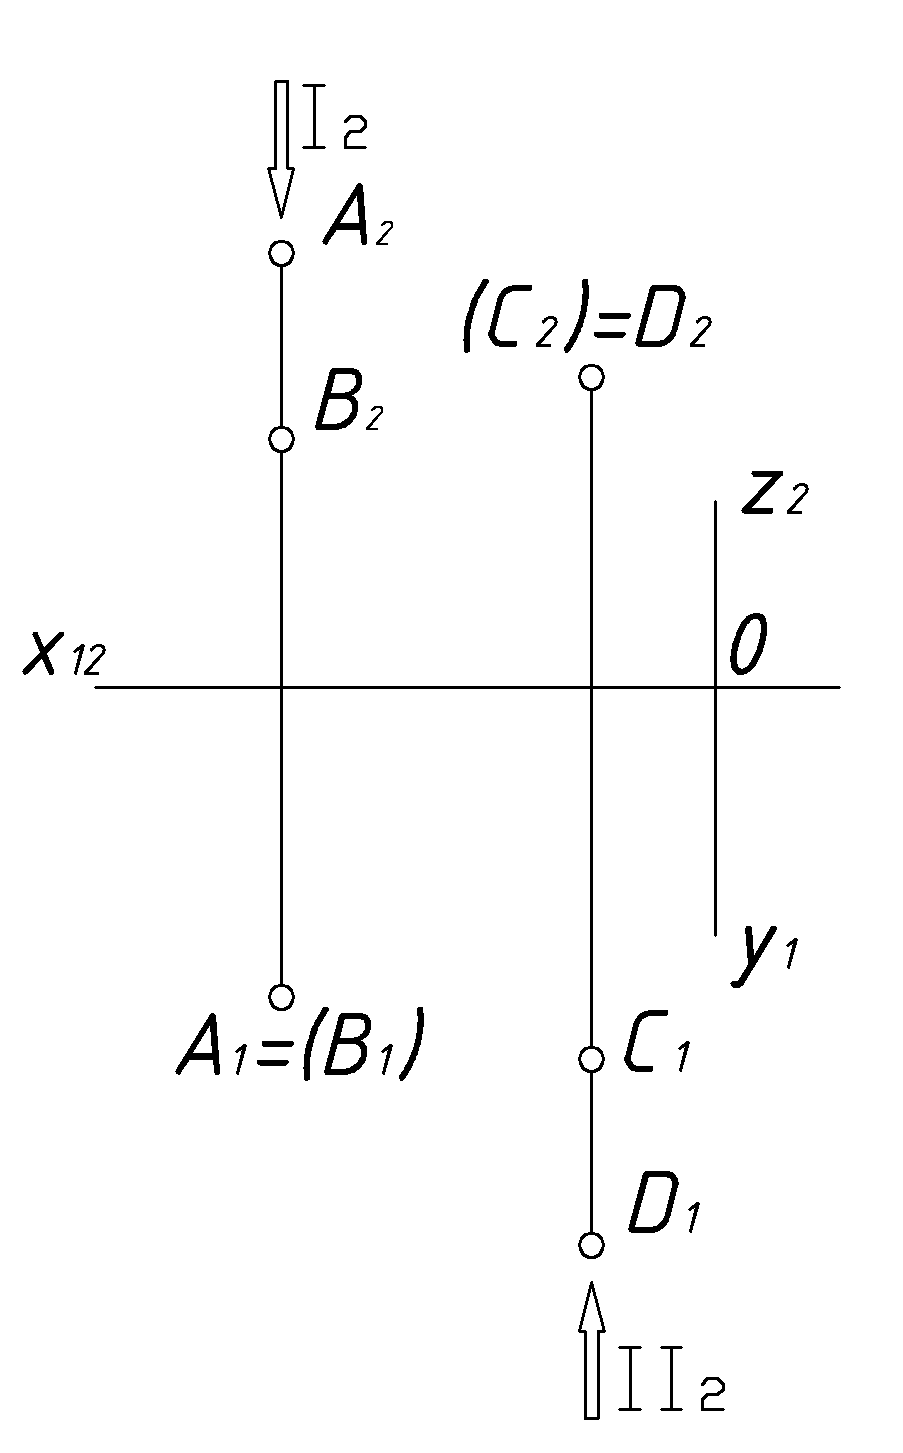 I₂
A₂
(C₂)=D₂
B₂
z₂
x₁₂
0
y₁
A₁=(B₁)
C₁
D₁
II₂